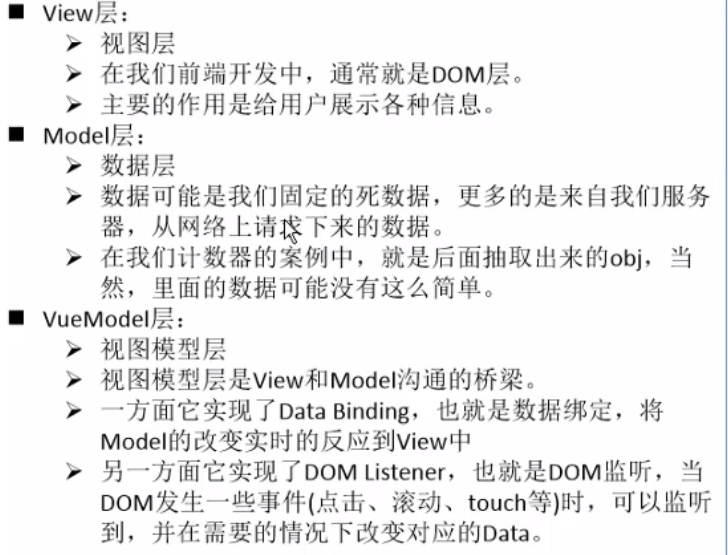 ■ View层：
➢ 视图层
➢ 在我们前端开发中，通常就是DOM层。
➢ 主要的作用是给用户展示各种信息。
■ Model层：
➢ 数据层
➢ 数据可能是我们固定的死数据，更多的是来自我们服务
器，从网络上请求下来的数据。
➢ 在我们计数器的案例中，就是后面抽取出来的obj，当
然，里面的数据可能没有这么简单。
■ VueModel层：
➢ 视图模型层
➢ 视图模型层是View和Model沟通的桥梁。
➢ 一方面它实现了Data Binding，也就是数据绑定，将
Model的改变实时的反应到View中
➢ 另一方面它实现了DOM Listener，也就是DOM监听，当
DOM发生一些事件(点击、滚动、touch等)时，可以监听
到，并在需要的情况下改变对应的Data。